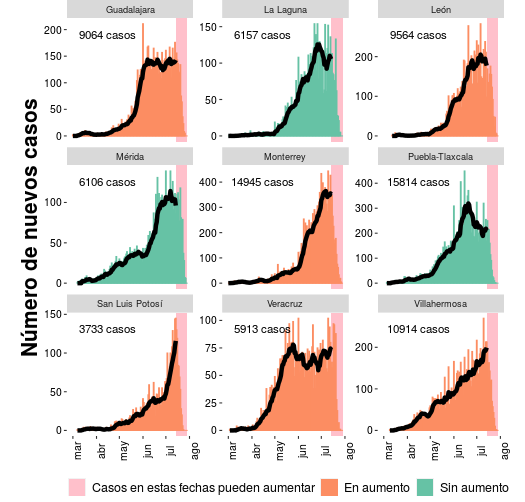 Guadalajara
La Laguna
León
9064 casos
6157 casos
9564 casos
200
150
100
50
0
150
100
50
0
200
100
0
Mérida
Monterrey
Puebla-Tlaxcala
6106 casos
14945 casos
15814 casos
100
50
0
400
300
200
100
0
400
300
200
100
0
San Luis Potosí
Veracruz
Villahermosa
3733 casos
5913 casos
10914 casos
150
100
50
0
100
75
50
25
0
200
100
0
mar
abr
may
jun
jul
ago
mar
abr
may
jun
jul
ago
mar
abr
may
jun
jul
ago
Número de nuevos casos
Casos en estas fechas pueden aumentar
En aumento
Sin aumento